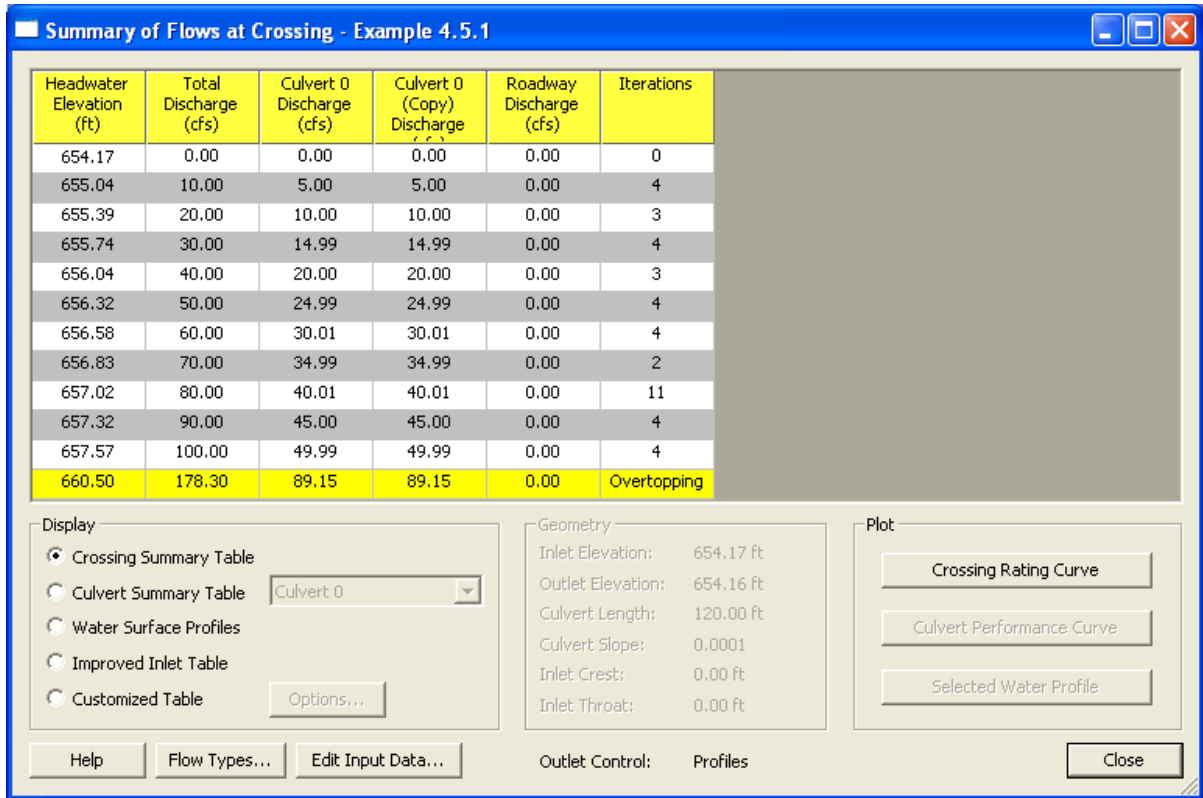 Summary of Flows at Crossing - Example 4.5.1
Headwater Elevation (ft) Total Discharge (cfs) Culvert 0 Discharge (cfs) Culvert 0 (Copy) Discharge Roadway Discharge (cfs) Iterations
654.17 0.00 0.00 0.00 0.00 0
655.04 10.00 5.00 5.00 0.00 4
655.39 20.00 10.00 10.00 0.00 3
655.74 30.00 14.99 14.99 0.00 4
656.04 40.00 20.00 20.00 0.00 3
656.32 50.00 24.99 24.99 0.00 4
656.58 60.00 30.01 30.01 0.00 4
656.83 70.00 34.99 34.99 0.00 2
657.02 80.00 40.01 40.01 0.00 11
657.32 90.00 45.00 45.00 0.00 4
657.57 100.00 49.99 49.99 0.00 4
660.50 178.30 89.15 89.15 0.00 Overtopping
Display
Crossing Summary Table
Culvert Summary Table Culvert 0
Water Surface Profiles
Improved Inlet Table
Customized Table Options...
Geometry
Inlet Elevation: 654.17 ft
Outlet Elevation: 654.16 ft
Culvert Length: 120.00 ft
Culvert Slope: 0.0001
Inlet Crest: 0.00 ft
Inlet Throat: 0.00 ft
Plot
Crossing Rating Curve
Culvert Performance Curve
Selected Water Profile
Help Flow Types... Edit Input Data... Outlet Control: Profiles Close